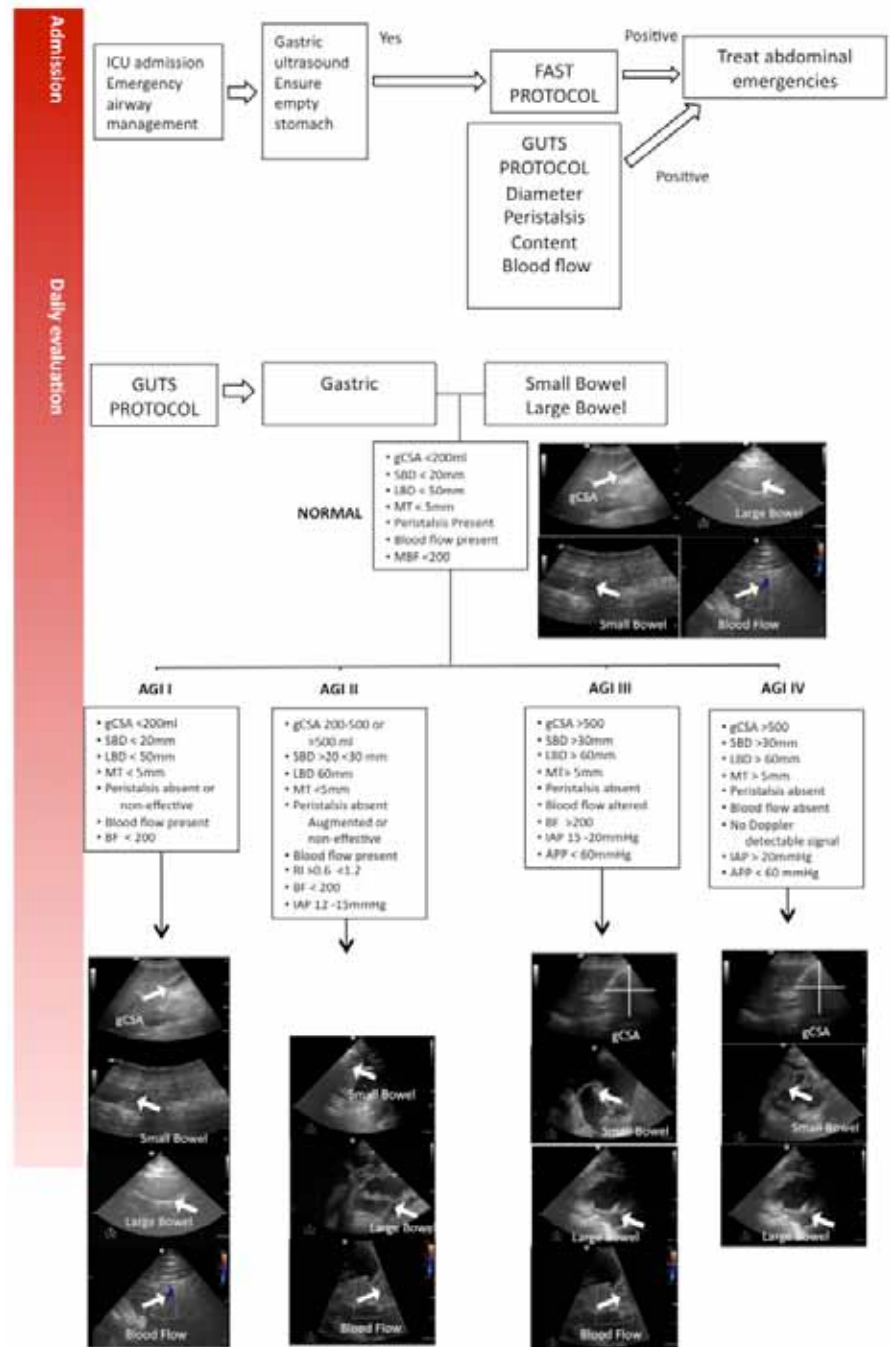 Admission
ICU admission
Emergency
airway
management
Gastric
ultrasound
Ensure
empty
stomach
Yes
FAST
PROTOCOL
Positive
Treat abdominal
emergencies
GUTS
PROTOCOL
Diameter
Peristalsis
Content
Blood flow
Positive
Daily evaluation
GUTS
PROTOCOL
Gastric
Small Bowel
Large Bowel
NORMAL
• gCSA <200ml
• SBD < 20mm
• LBD < 50mm
• MT < 5mm
• Peristalsis Present
• Blood flow present
• MBF <200
gCSA
Large Bowel
Small Bowel
Blood Flow
AGI I
• gCSA <200ml
• SBD < 20mm
• LBD < 50mm
• MT < 5mm
• Peristalsis absent or
non-effective
• Blood flow present
• BF < 200
AGI II
• gCSA 200-500 or
>500 ml
• SBD >20 <30 mm
• LBD 60mm
• MT <5mm
• Peristalsis absent
Augmented or
non-effective
• Blood flow present
• RI >0.6 <1.2
• BF < 200
• IAP 12 -15mmHg
AGI III
• gCSA >500
• SBD >30mm
• LBD > 60mm
• MT> 5mm
• Peristalsis absent
• Blood flow altered
• BF >200
• IAP 15 -20mmHg
• APP < 60mmHg
AGI IV
• gCSA >500
• SBD >30mm
• LBD > 60mm
• MT > 5mm
• Peristalsis absent
• Blood flow absent
• No Doppler
detectable signal
• IAP > 20mmHg
• APP < 60 mmHg
gCSA
Small Bowel
Large Bowel
Blood Flow
Small Bowel
Large Bowel
Blood Flow
gCSA
Small Bowel
Large Bowel
Blood Flow
gCSA
Small Bowel
Large Bowel